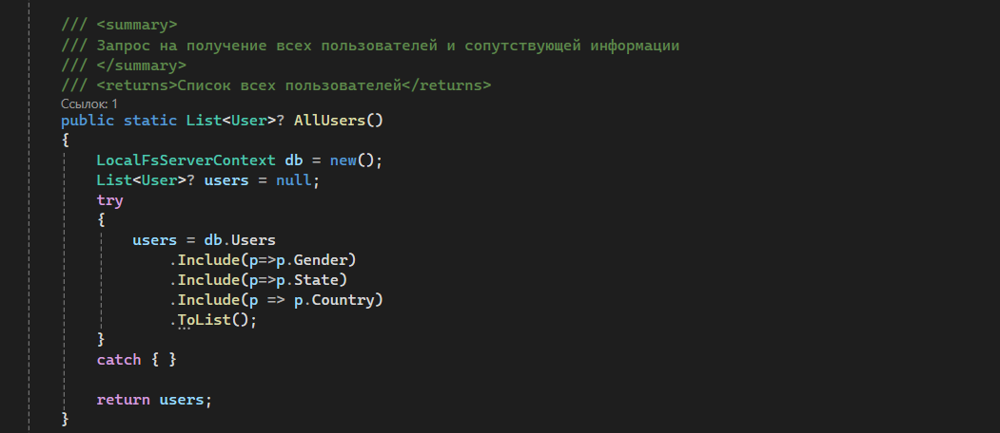 /// <summary>
/// Запрос на получение всех пользователей и сопутствующей информации
/// </summary>
/// <returns>Список всех пользователей</returns>
Ссылок: 1
public static List<User>? AllUsers()
{
LocalFsServerContext db = new();
List<User>? users = null;
try
{
users = db.Users
.Include(p=>p.Gender)
.Include(p=>p.State)
.Include(p => p.Country)
.ToList();
}
catch { }
return users;
}